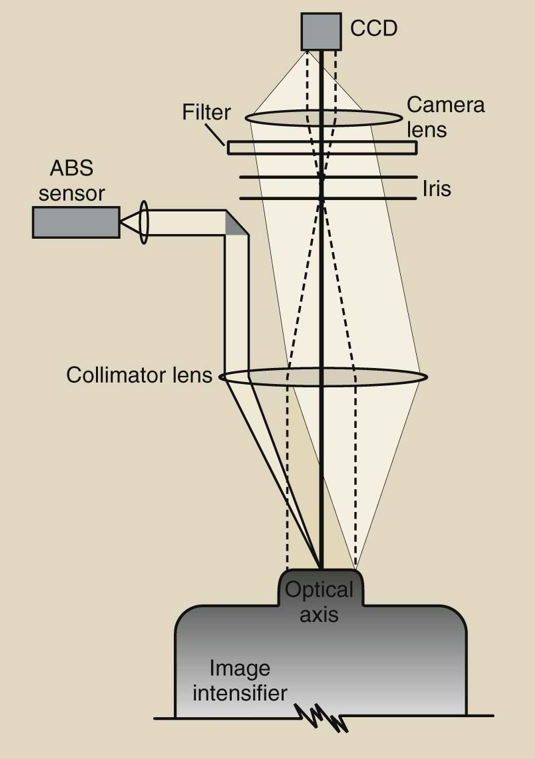 CCD
Camera
lens
Filter
ABS
sensor
Iris
Collimator lens
Optical
axis
Image
intensifier